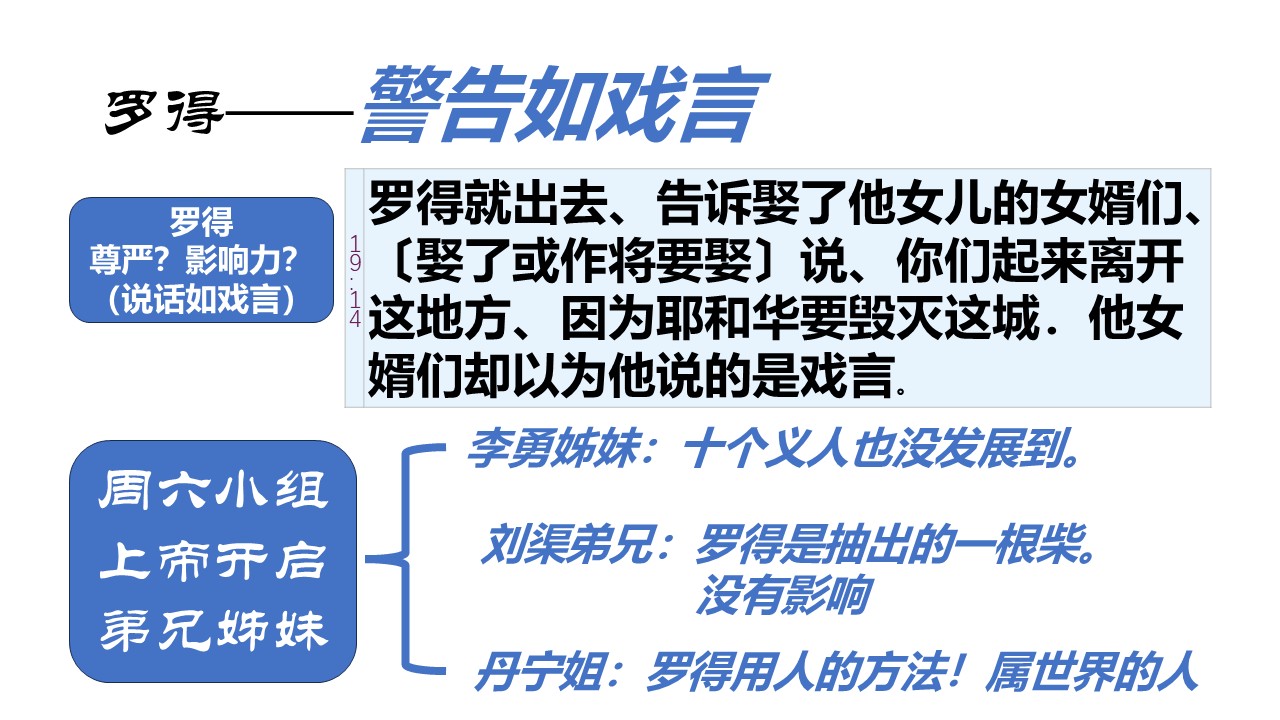 罗得——警告如戏言
罗得
尊严？影响力？
（说话如戏言）
19:14
罗得就出去、告诉娶了他女儿的女婿们、
〔娶了或作将要娶〕说、你们起来离开
这地方、因为耶和华要毁灭这城．他女
婿们却以为他说的是戏言。
周六小组
上帝开启
弟兄姊妹
李勇姊妹：十个义人也没发展到。
刘渠弟兄：罗得是抽出的一根柴。
没有影响
丹宁姐：罗得用人的方法！属世界的人